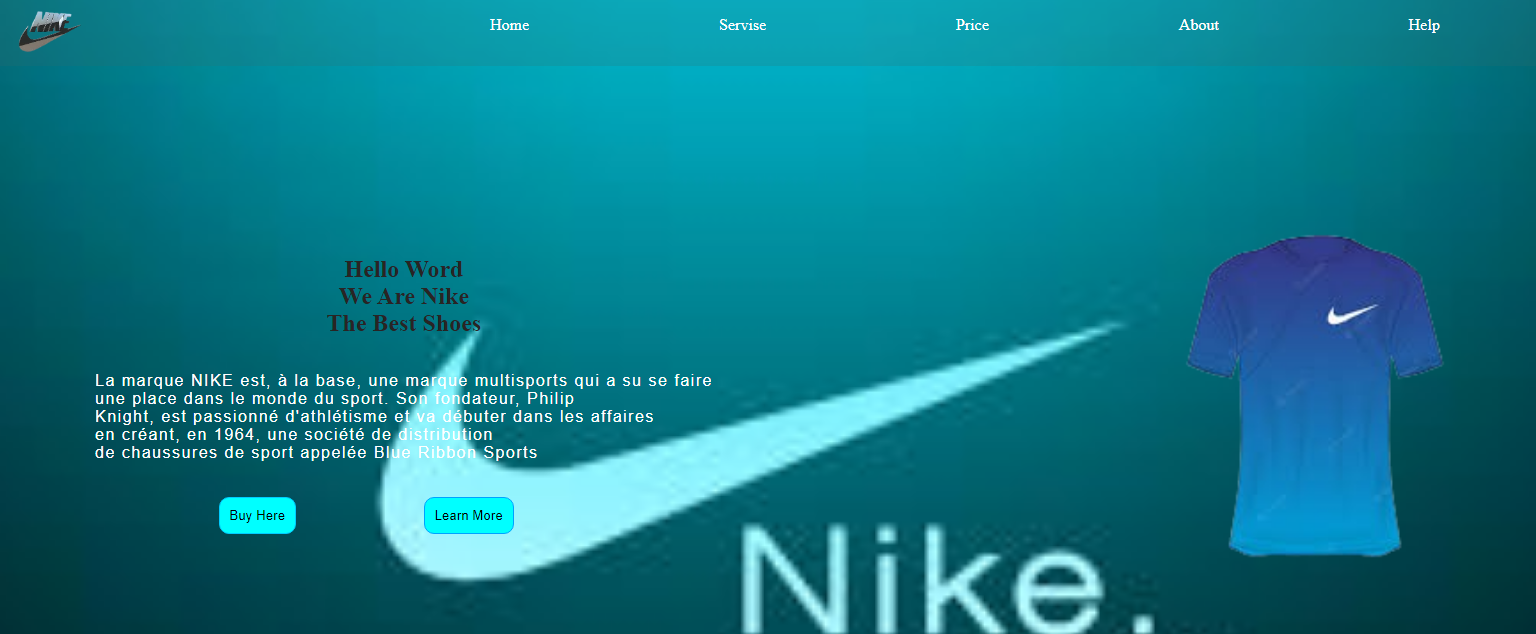 NIKE
Home
Servise
Price
About
Help
Hello Word
We Are Nike
The Best Shoes
La marque NIKE est, à la base, une marque multisports qui a su se faire
une place dans le monde du sport. Son fondateur, Philip
Knight, est passionné d'athlétisme et va débuter dans les affaires
en créant, en 1964, une société de distribution
de chaussures de sport appelée Blue Ribbon Sports
Buy Here
Learn More
Nike.